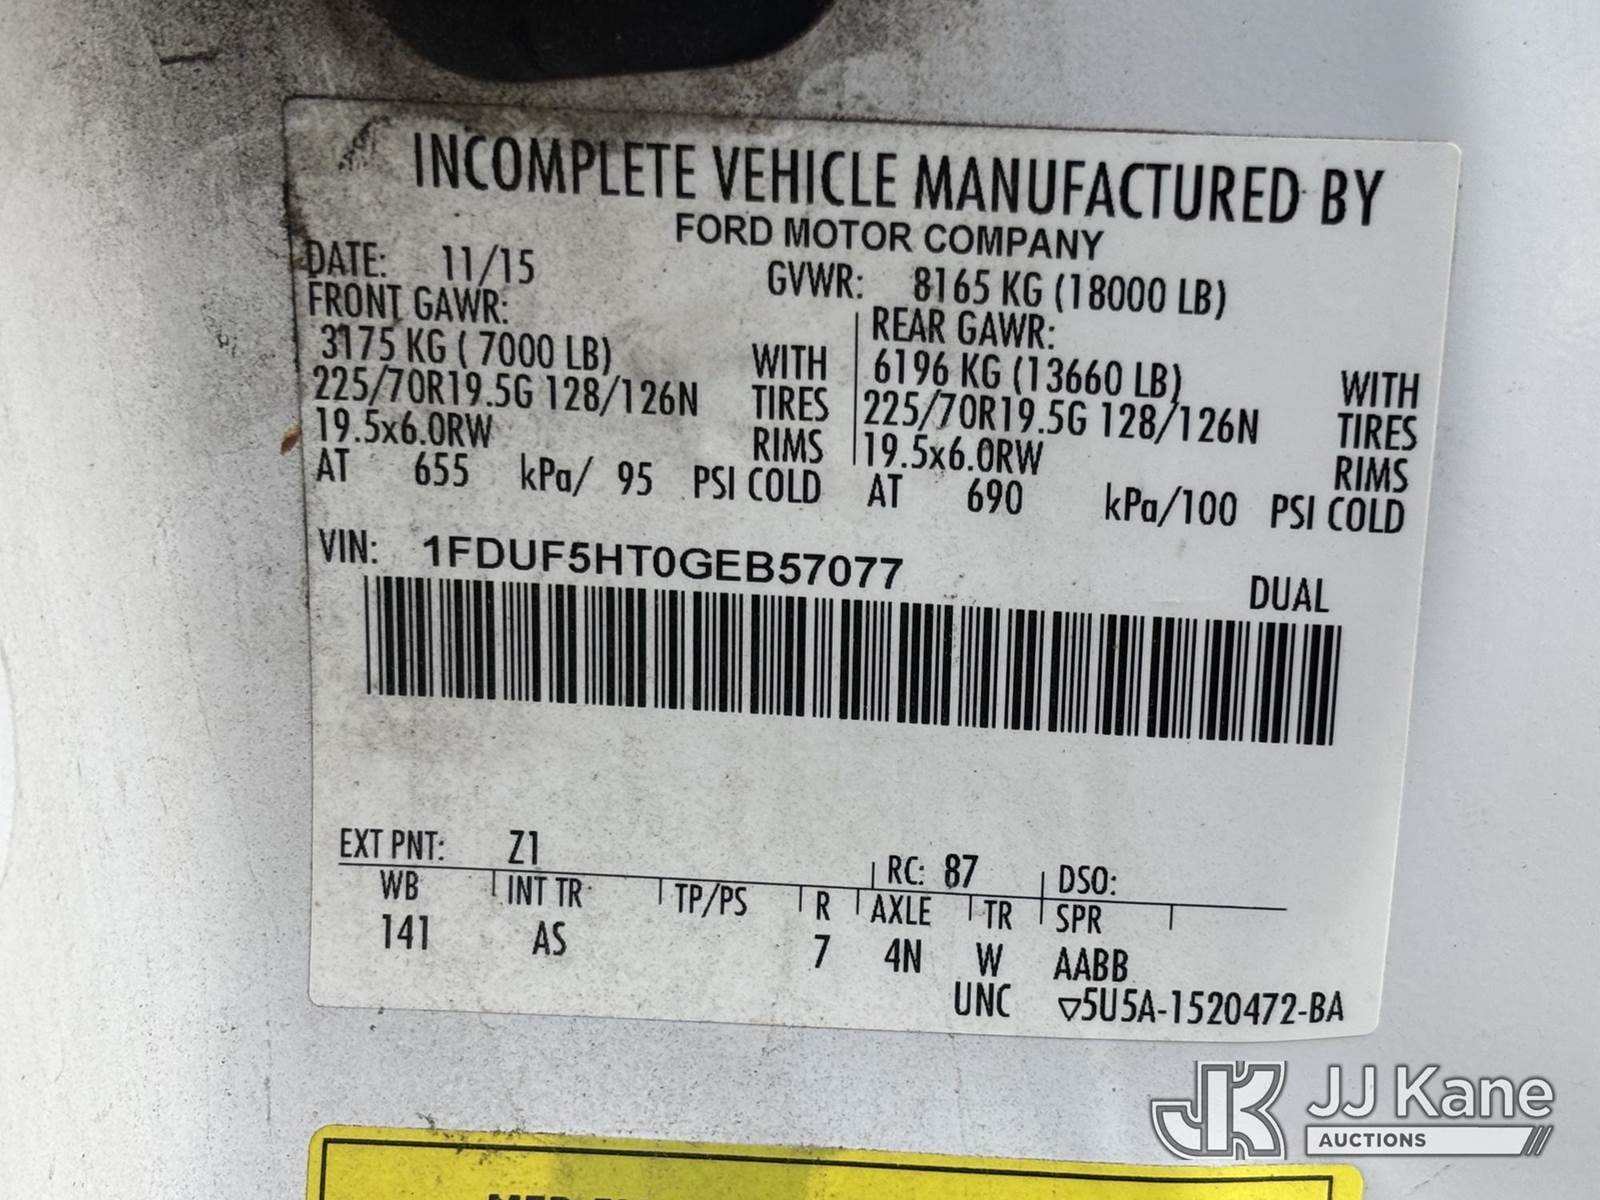 INCOMPLETE VEHICLE MANUFACTURED BY
FORD MOTOR COMPANY
DATE: 11/15 GVWR: 8165 KG (18000 LB)
FRONT GAWR: REAR GAWR:
3175 KG ( 7000 LB) WITH 6196 KG (13660 LB) WITH
225/70R19.5G 128/126N TIRES 225/70R19.5G 128/126N TIRES
19.5x6.0RW RIMS 19.5x6.0RW RIMS
AT 655 kPa/ 95 PSI COLD AT 690 kPa/100 PSI COLD
VIN: 1FDUF5HT0GEB57077
DUAL
EXT PNT: Z1 RC: 87 DSO:
WB INT TR TP/PS R AXLE TR SPR
141 AS 7 4N W AABB
UNC ▽5U5A-1520472-BA
JK JJ Kane
AUCTIONS